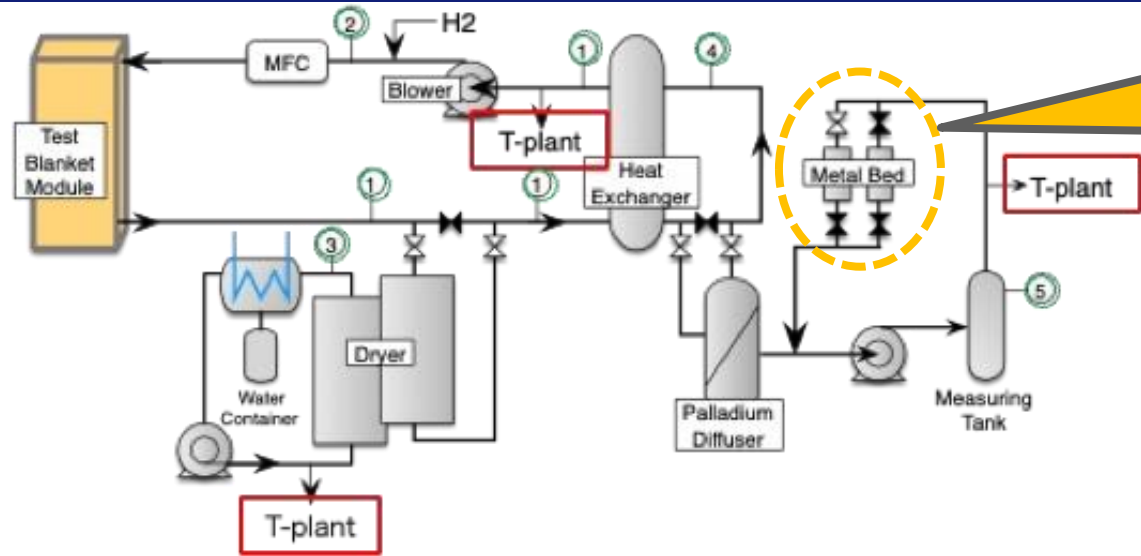 2
H2
1
4
MFC
Blower
Test
Blanket
Module
T-plant
Heat
Exchanger
Metal Bed
T-plant
1
1
3
5
Dryer
Water
Container
Palladium
Diffuser
Measuring
Tank
T-plant